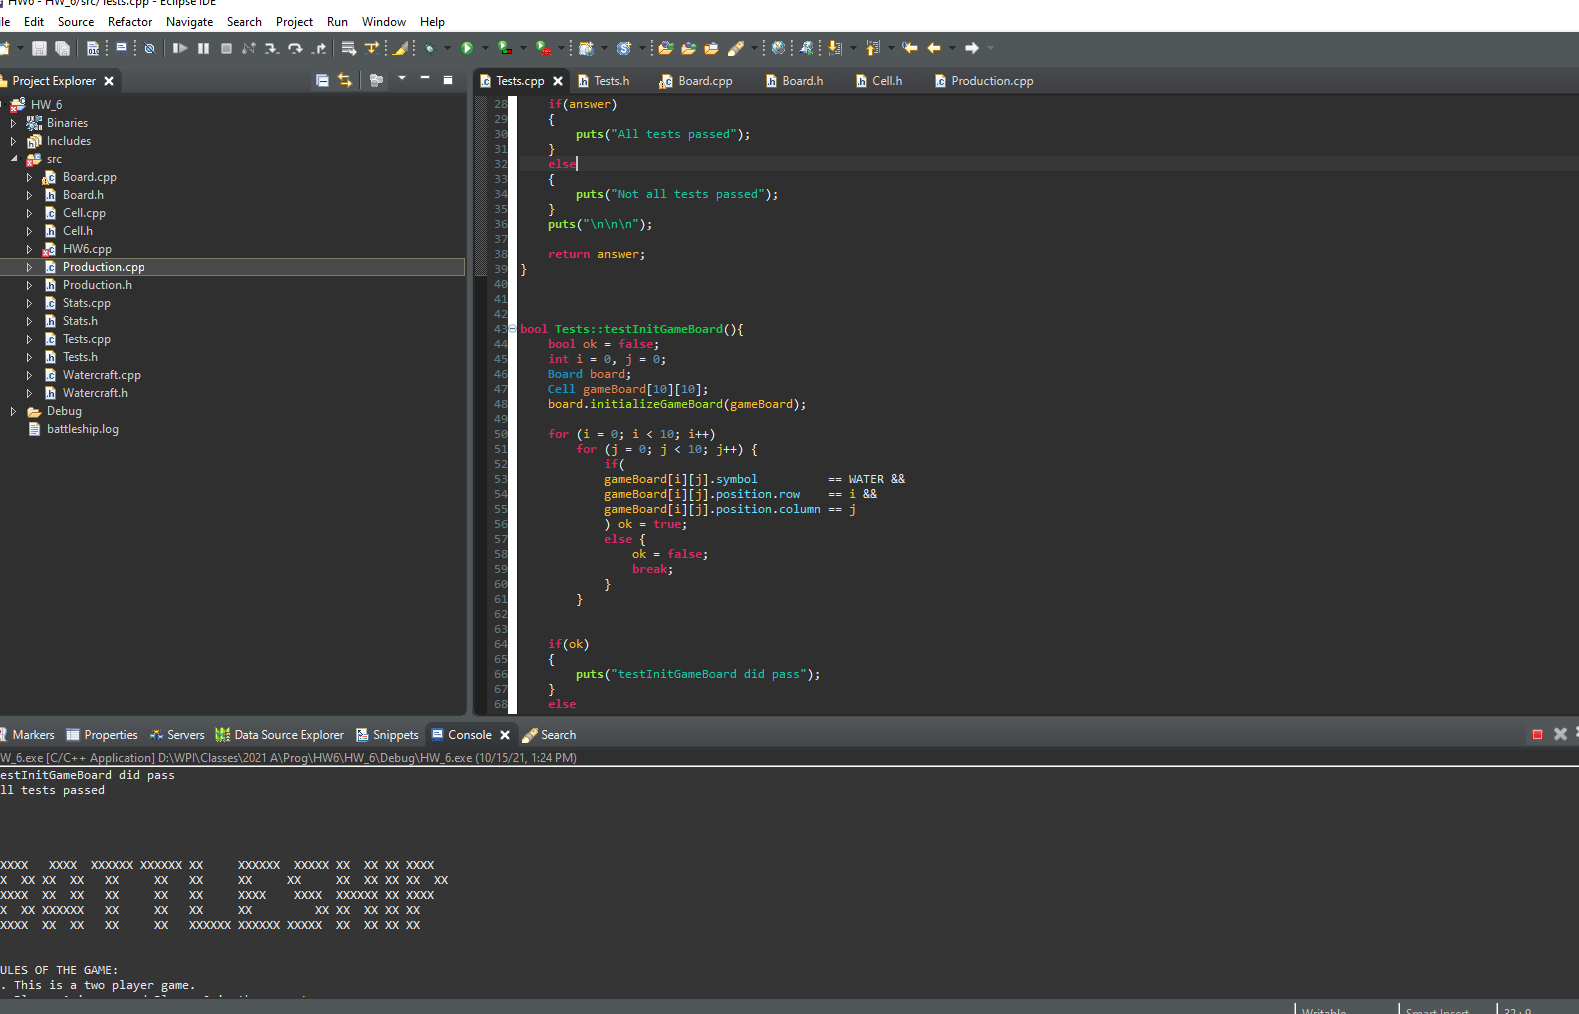 HW6 - HW_6/src/Tests.cpp - Eclipse IDE
ile Edit Source Refactor Navigate Search Project Run Window Help
Project Explorer
Tests.cpp Tests.h Board.cpp Board.h Cell.h Production.cpp
HW_6
Binaries
Includes
src
Board.cpp
Board.h
Cell.cpp
Cell.h
HW6.cpp
Production.cpp
Production.h
Stats.cpp
Stats.h
Tests.cpp
Tests.h
Watercraft.cpp
Watercraft.h
Debug
battleship.log
28 if(answer)
29 {
30 puts("All tests passed");
31 }
32 else
33 {
34 puts("Not all tests passed");
35 }
36 puts("\n\n\n");
37
38 return answer;
39 }
40
41
42
43 bool Tests::testInitGameBoard(){
44 bool ok = false;
45 int i = 0, j = 0;
46 Board board;
47 Cell gameBoard[10][10];
48 board.initializeGameBoard(gameBoard);
49
50 for (i = 0; i < 10; i++)
51 for (j = 0; j < 10; j++) {
52 if(
53 gameBoard[i][j].symbol == WATER &&
54 gameBoard[i][j].position.row == i &&
55 gameBoard[i][j].position.column == j
56 ) ok = true;
57 else {
58 ok = false;
59 break;
60 }
61 }
62
63
64 if(ok)
65 {
66 puts("testInitGameBoard did pass");
67 }
68 else
Markers Properties Servers Data Source Explorer Snippets Console Search
W_6.exe [C/C++ Application] D:\WPI\Classes\2021 A\Prog\HW6\HW_6\Debug\HW_6.exe (10/15/21, 1:24 PM)
estInitGameBoard did pass
ll tests passed
XXXX   XXXX  XXXXXX XXXXXX XX     XXXXXX  XXXXX XX  XX XX XXXX
X  XX XX  XX   XX     XX   XX     XX     XX     XX  XX XX XX  XX
XXXX  XX  XX   XX     XX   XX     XXXX    XXXX  XXXXXX XX XXXX
X  XX XXXXXX   XX     XX   XX     XX         XX XX  XX XX XX
XXXX  XX  XX   XX     XX   XXXXXX XXXXXX XXXXX  XX  XX XX XX
ULES OF THE GAME:
. This is a two player game.
Writable Smart Insert 32 : 9